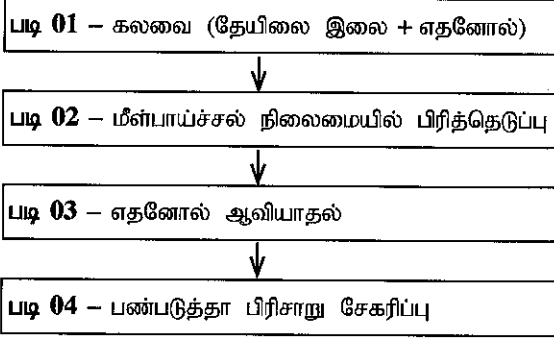 படி 01 – கலவை (தேயிலை இலை + எதனோல்)
படி 02 – மீள்பாய்ச்சல் நிலைமையில் பிரித்தெடுப்பு
படி 03 – எதனோல் ஆவியாதல்
படி 04 – பண்படுத்தா பிரிசாறு சேகரிப்பு